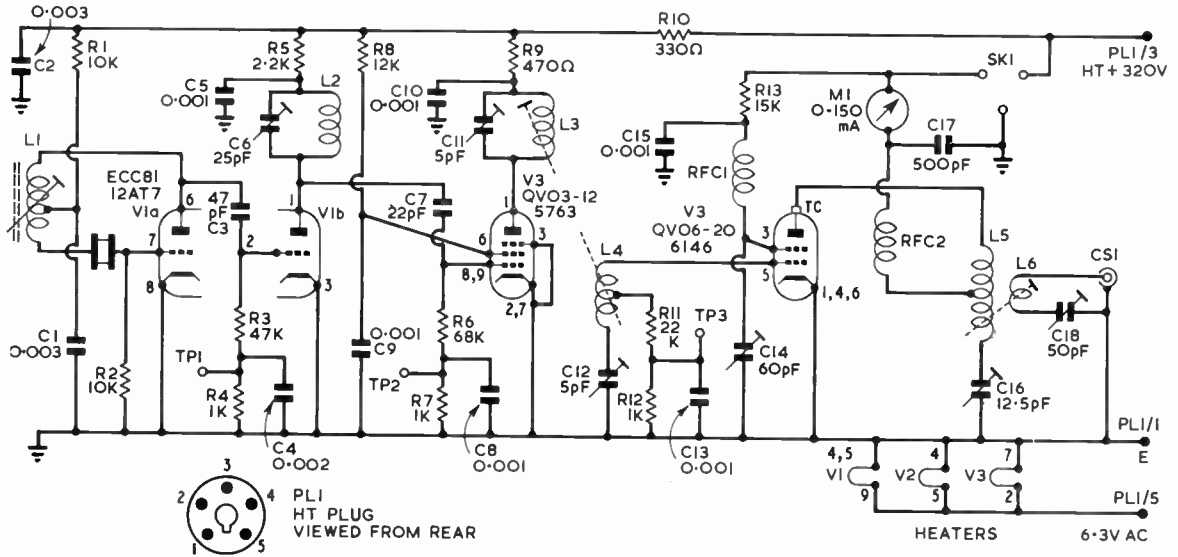 0·003
C2
R1
10K
R5
2·2K
C5
0·001
L2
C6
25pF
R8
12K
C10
0·001
R9
470Ω
C11
5pF
L3
R10
330Ω
SK1
PL1/3
HT+320V
M1
0-150
mA
R13
15K
C15
0·001
RFC1
C17
500pF
L1
ECC81
12AT7
V1a
6
7
8
47
pF
C3
2
1
V1b
3
C7
22pF
V3
QV03-12
5763
1
3
6
8,9
2,7
L4
V3
QV06-20
6146
TC
3
5
1,4,6
RFC2
L5
L6
CS1
C18
50pF
C1
0·003
R2
10K
R3
47K
TP1
R4
1K
C4
0·002
0·001
C9
R6
68K
TP2
R7
1K
C8
0·001
C12
5pF
R11
22
K
TP3
R12
1K
C13
0·001
C14
60pF
C16
12·5pF
PL1/1
E
4,5
V1
9
4
V2
5
7
V3
2
PL1/5
HEATERS
6·3V AC
3
2
4
1
5
PL1
HT PLUG
VIEWED FROM REAR